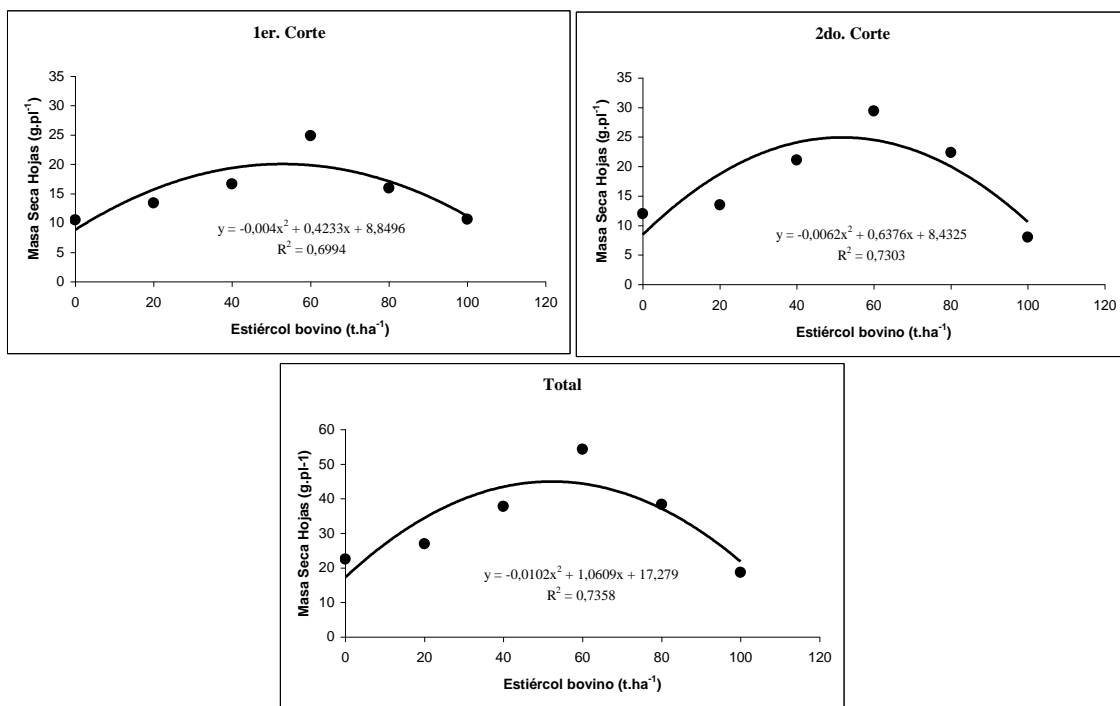 1er. Corte
Masa Seca Hojas (g.pl-1)
35
30
25
20
15
10
5
0
y = -0,004x2 + 0,4233x + 8,8496
R2 = 0,6994
0 20 40 60 80 100 120
Estiércol bovino (t.ha-1)
2do. Corte
Masa Seca Hojas (g.pl-1)
35
30
25
20
15
10
5
0
y = -0,0062x2 + 0,6376x + 8,4325
R2 = 0,7303
0 20 40 60 80 100 120
Estiércol bovino (t.ha-1)
Total
Masa Seca Hojas (g.pl-1)
60
50
40
30
20
10
0
y = -0,0102x2 + 1,0609x + 17,279
R2 = 0,7358
0 20 40 60 80 100 120
Estiércol bovino (t.ha-1)